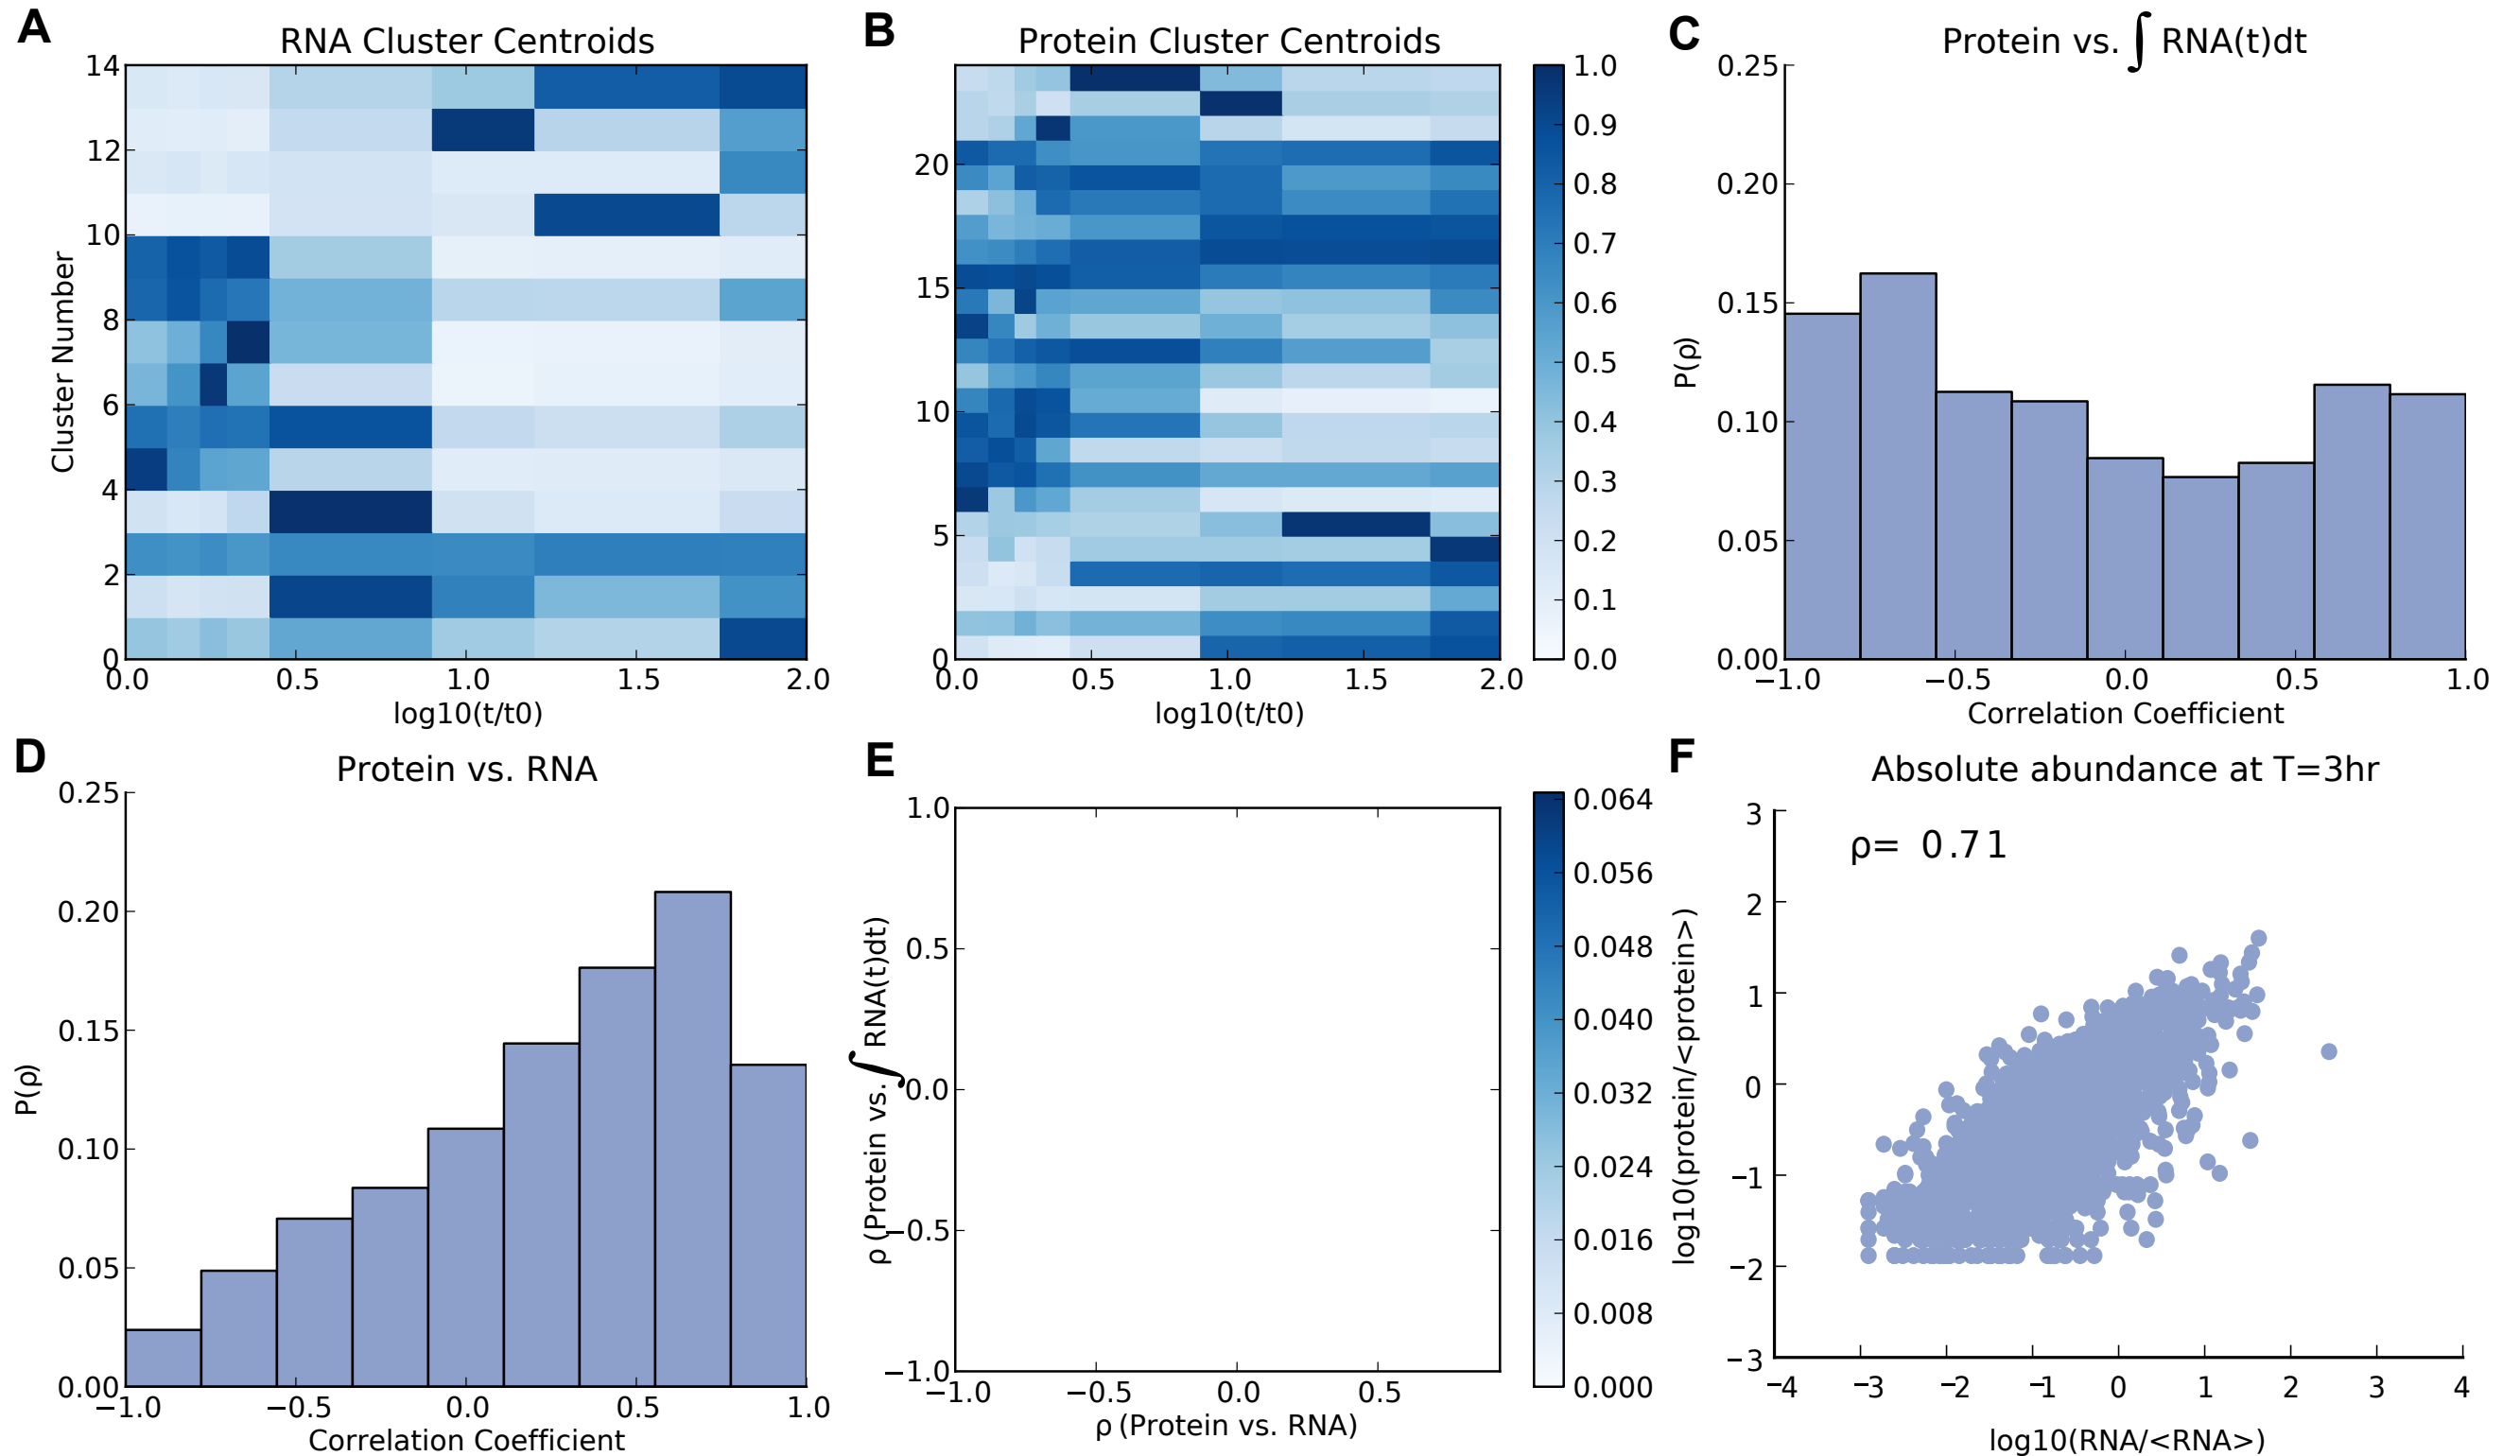 A
RNA Cluster Centroids
Cluster Number
14
12
10
8
6
4
2
0
0.0 0.5 1.0 1.5 2.0
log10(t/t0)
B
Protein Cluster Centroids
20
15
10
5
0
0.0 0.5 1.0 1.5 2.0
log10(t/t0)
1.0
0.9
0.8
0.7
0.6
0.5
0.4
0.3
0.2
0.1
0.0
C
Protein vs. ∫ RNA(t)dt
P(ρ)
0.25
0.20
0.15
0.10
0.05
0.00
−1.0 −0.5 0.0 0.5 1.0
Correlation Coefficient
D
Protein vs. RNA
P(ρ)
0.25
0.20
0.15
0.10
0.05
0.00
−1.0 −0.5 0.0 0.5 1.0
Correlation Coefficient
E
ρ (Protein vs. ∫ RNA(t)dt)
1.0
0.5
0.0
−0.5
−1.0
−1.0 −0.5 0.0 0.5
ρ (Protein vs. RNA)
0.064
0.056
0.048
0.040
0.032
0.024
0.016
0.008
0.000
F
Absolute abundance at T=3hr
ρ= 0.71
log10(protein/<protein>)
3
2
1
0
−1
−2
−3
−4 −3 −2 −1 0 1 2 3 4
log10(RNA/<RNA>)